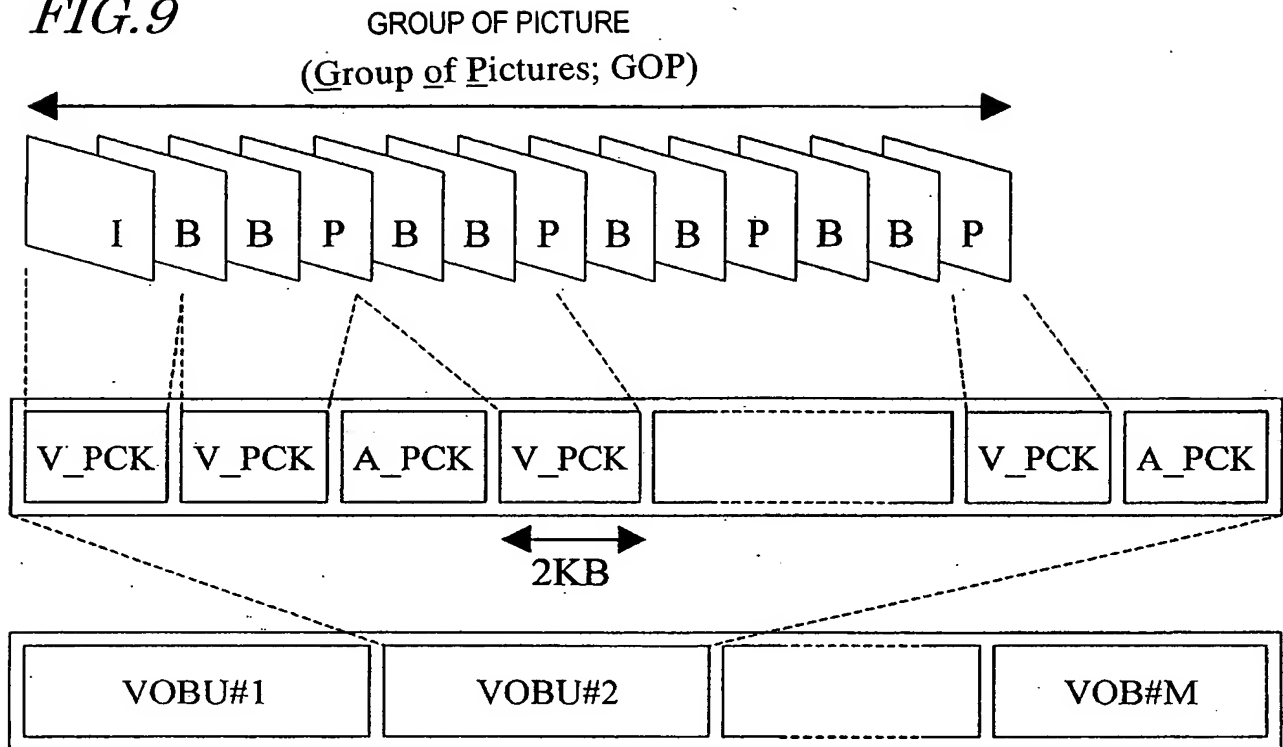 FIG.9
GROUP OF PICTURE
(Group of Pictures; GOP)
I B B P B B P B B P B B P
V_PCK V_PCK A_PCK V_PCK V_PCK A_PCK
2KB
VOBU#1 VOBU#2 VOB#M